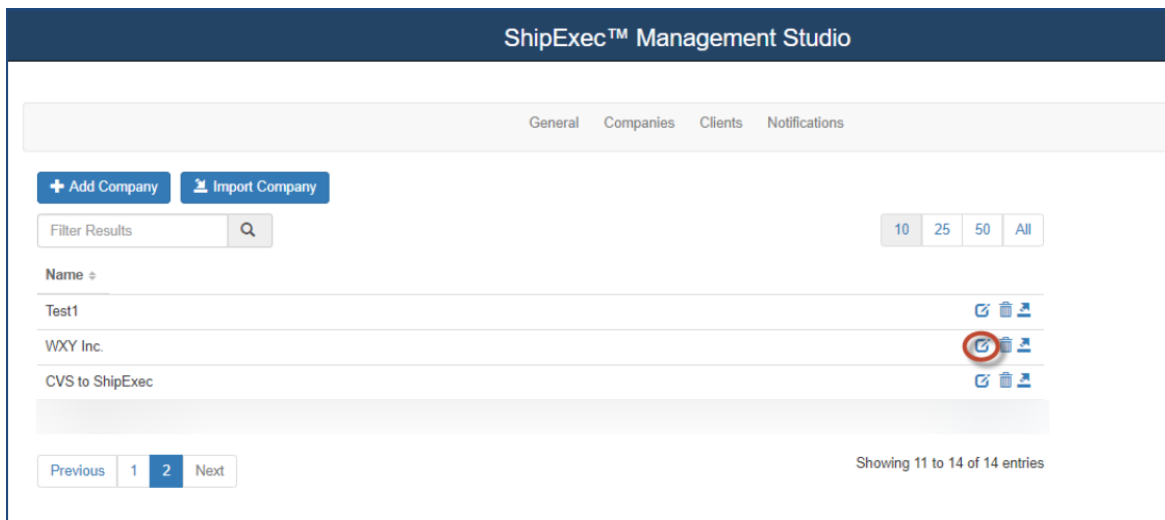 ShipExec™ Management Studio
General Companies Clients Notifications
Add Company Import Company
Filter Results 10 25 50 All
Name
Test1
WXY Inc.
CVS to ShipExec
Previous 1 2 Next Showing 11 to 14 of 14 entries